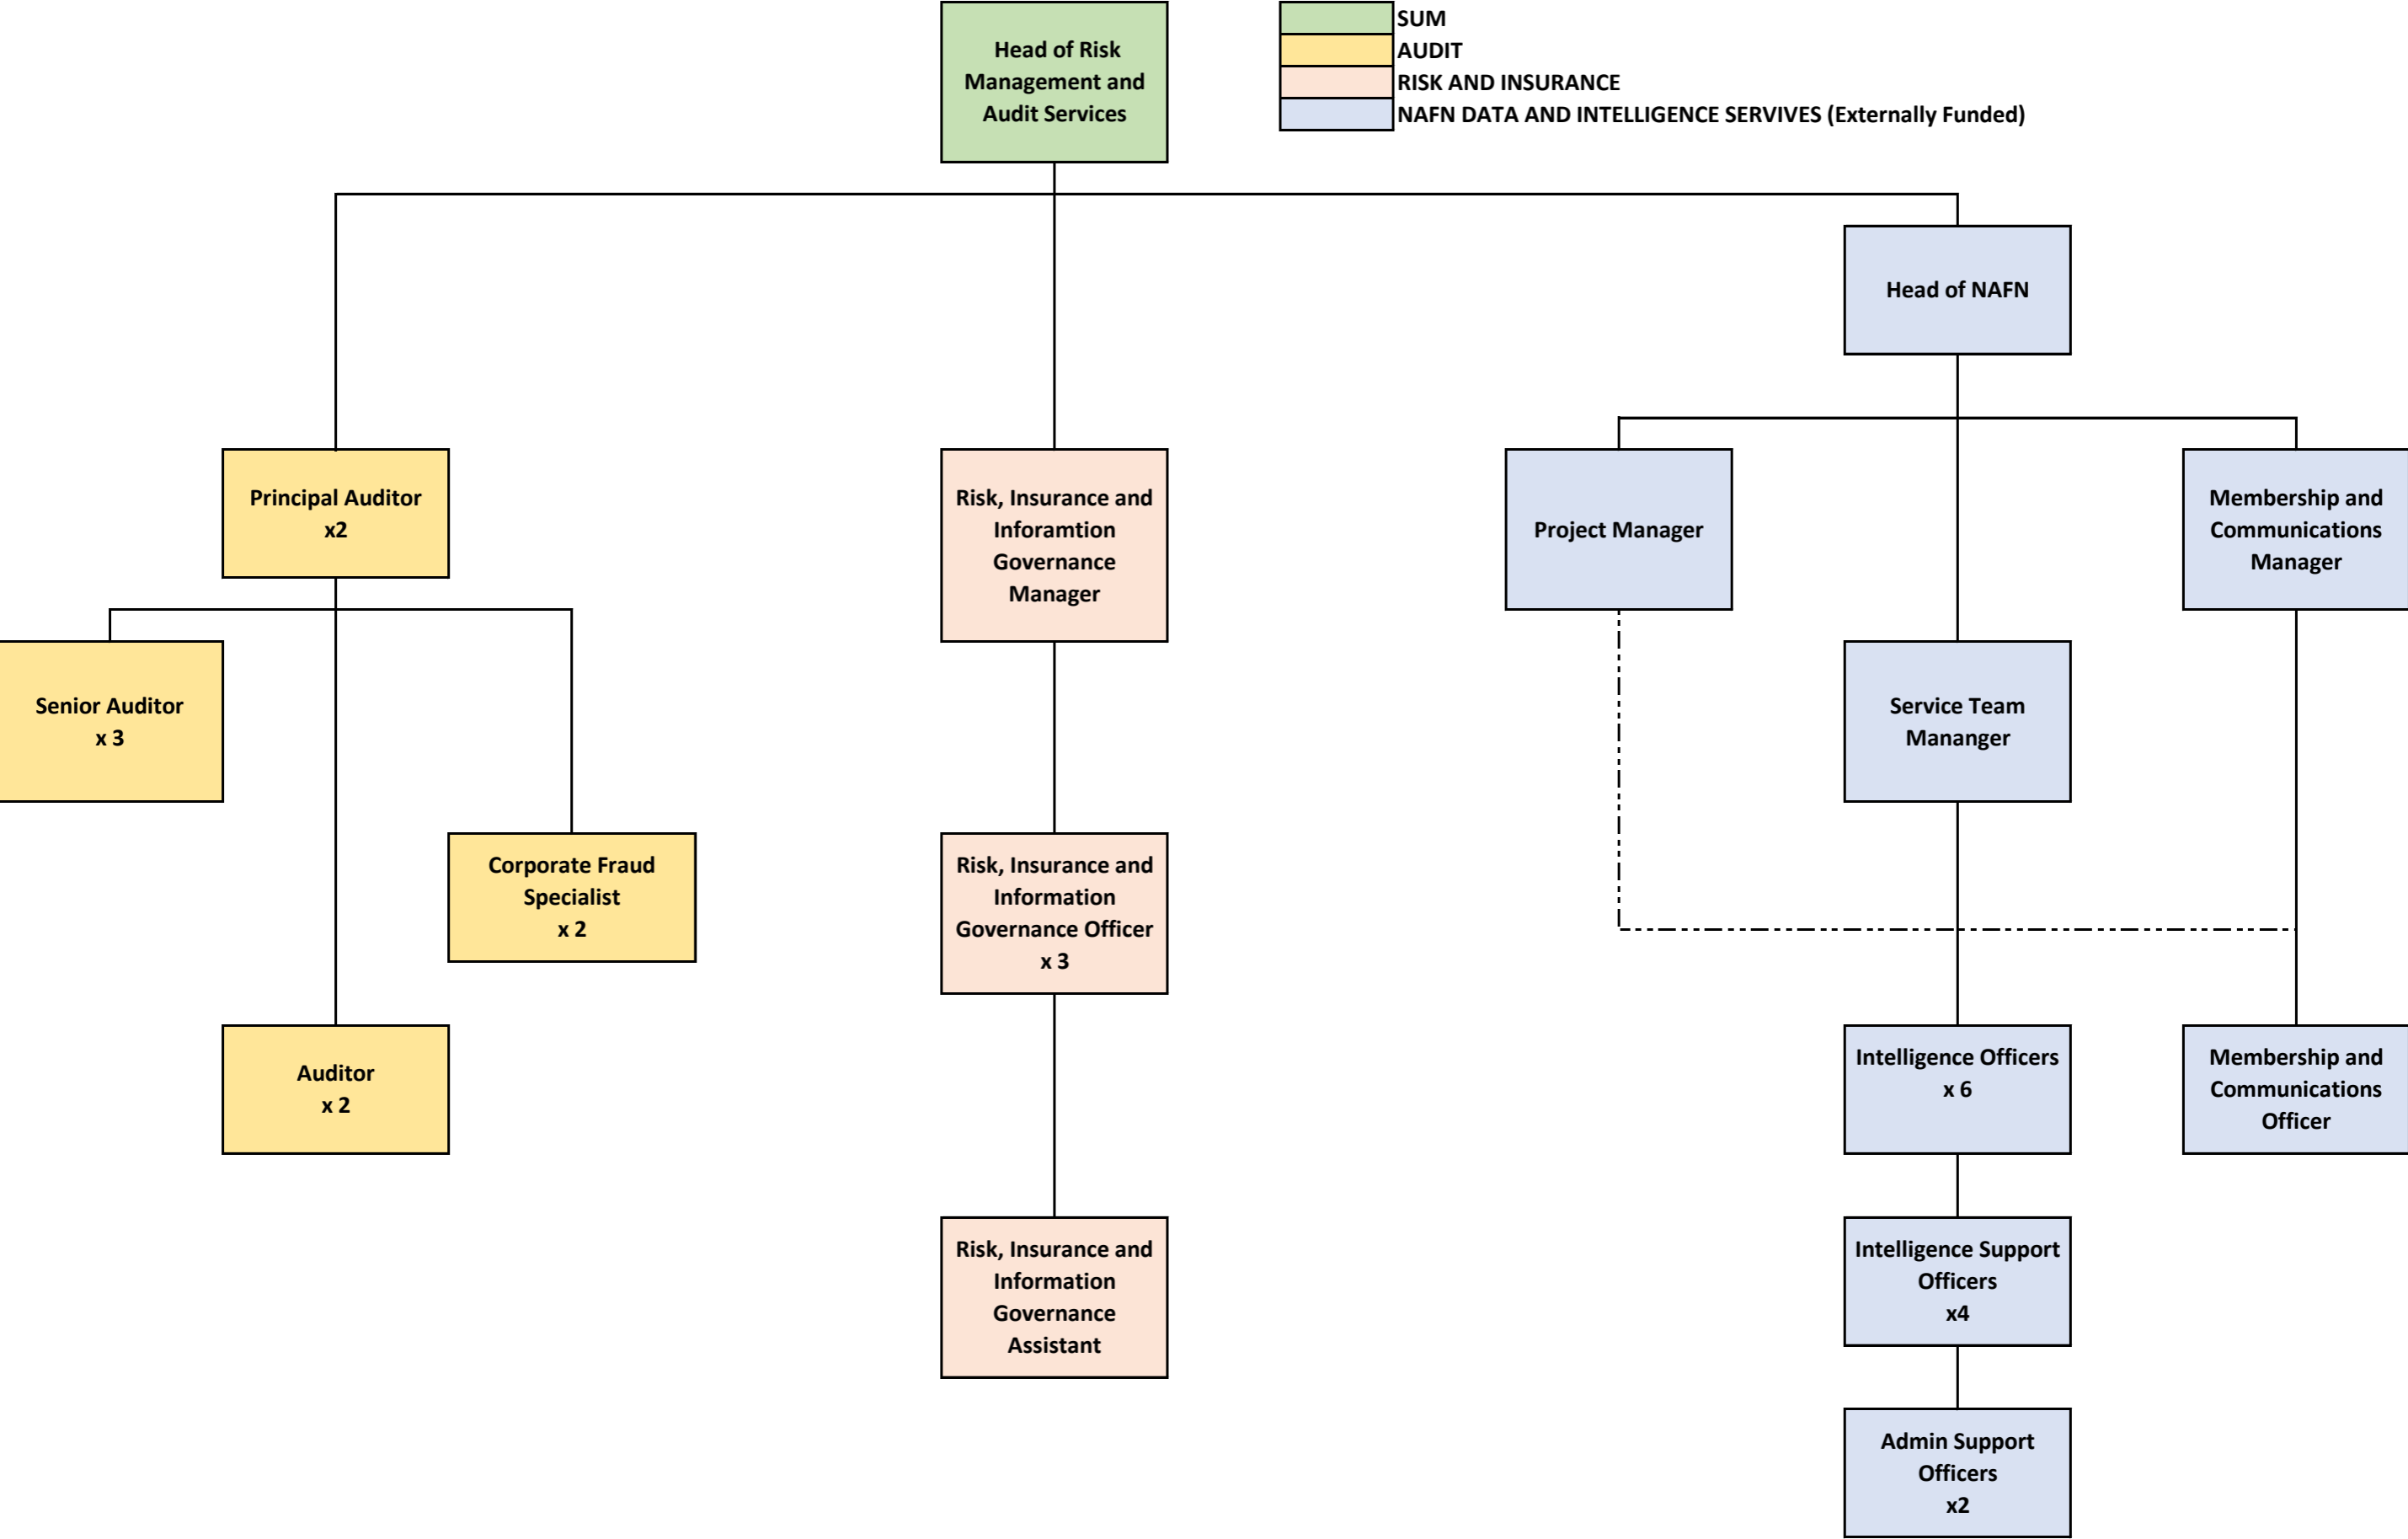 Head of Risk
Management and
Audit Services
SUM
AUDIT
RISK AND INSURANCE
NAFN DATA AND INTELLIGENCE SERVIVES (Externally Funded)
Head of NAFN
Principal Auditor
x2
Risk, Insurance and
Inforamtion
Governance
Manager
Project Manager
Membership and
Communications
Manager
Senior Auditor
x 3
Service Team
Mananger
Corporate Fraud
Specialist
x 2
Risk, Insurance and
Information
Governance Officer
x 3
Auditor
x 2
Intelligence Officers
x 6
Membership and
Communications
Officer
Risk, Insurance and
Information
Governance
Assistant
Intelligence Support
Officers
x4
Admin Support
Officers
x2